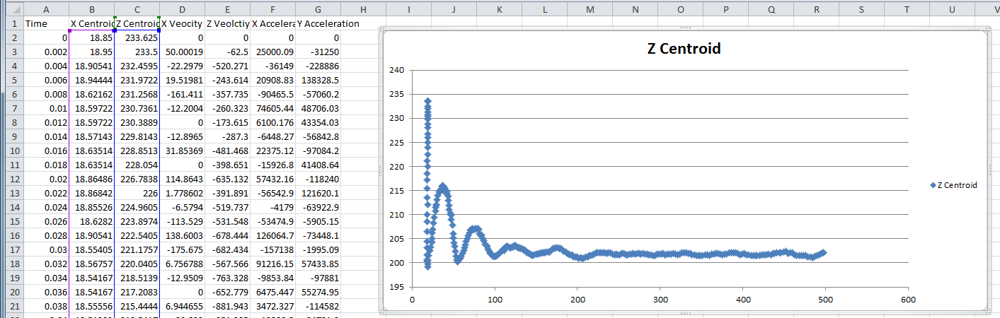 A B C D E F G H I J K L M N O P Q R S T U V
1 Time X Centroid Z Centroid X Veocity Z Veolctiy X Accelera Y Acceleration
2 0 18.85 233.625 0 0 0 0
3 0.002 18.95 233.5 50.00019 -62.5 25000.09 -31250
4 0.004 18.90541 232.4595 -22.2979 -520.271 -36149 -228886
5 0.006 18.94444 231.9722 19.51981 -243.614 20908.83 138328.5
6 0.008 18.62162 231.2568 -161.411 -357.735 -90465.5 -57060.2
7 0.01 18.59722 230.7361 -12.2004 -260.323 74605.44 48706.03
8 0.012 18.59722 230.3889 0 -173.615 6100.176 43354.03
9 0.014 18.57143 229.8143 -12.8965 -287.3 -6448.27 -56842.8
10 0.016 18.63514 228.8513 31.85369 -481.468 22375.12 -97084.2
11 0.018 18.63514 228.054 0 -398.651 -15926.8 41408.64
12 0.02 18.86486 226.7838 114.8643 -635.132 57432.16 -118240
13 0.022 18.86842 226 1.778602 -391.891 -56542.9 121620.1
14 0.024 18.85526 224.9605 -6.5794 -519.737 -4179 -63922.9
15 0.026 18.6282 223.8974 -113.529 -531.548 -53474.9 -5905.15
16 0.028 18.90541 222.5405 138.6003 -678.444 126064.7 -73448.1
17 0.03 18.55405 221.1757 -175.675 -682.434 -157138 -1995.09
18 0.032 18.56757 220.0405 6.756788 -567.566 91216.15 57433.85
19 0.034 18.54167 218.5139 -12.9509 -763.328 -9853.84 -97881
20 0.036 18.54167 217.2083 0 -652.779 6475.447 55274.95
21 0.038 18.55556 215.4444 6.944655 -881.943 3472.327 -114582
Z Centroid
240
235
230
225
220
215
210
205
200
195
0 100 200 300 400 500 600
Z Centroid